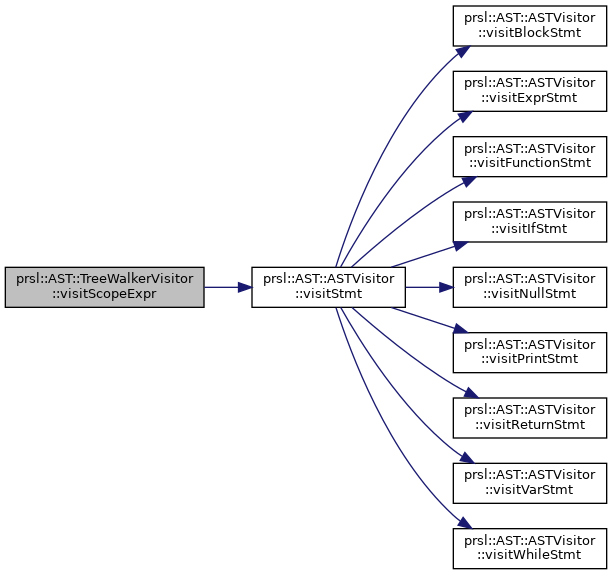 prsl::AST::TreeWalkerVisitor
::visitScopeExpr
prsl::AST::ASTVisitor
::visitStmt
prsl::AST::ASTVisitor
::visitBlockStmt
prsl::AST::ASTVisitor
::visitExprStmt
prsl::AST::ASTVisitor
::visitFunctionStmt
prsl::AST::ASTVisitor
::visitIfStmt
prsl::AST::ASTVisitor
::visitNullStmt
prsl::AST::ASTVisitor
::visitPrintStmt
prsl::AST::ASTVisitor
::visitReturnStmt
prsl::AST::ASTVisitor
::visitVarStmt
prsl::AST::ASTVisitor
::visitWhileStmt